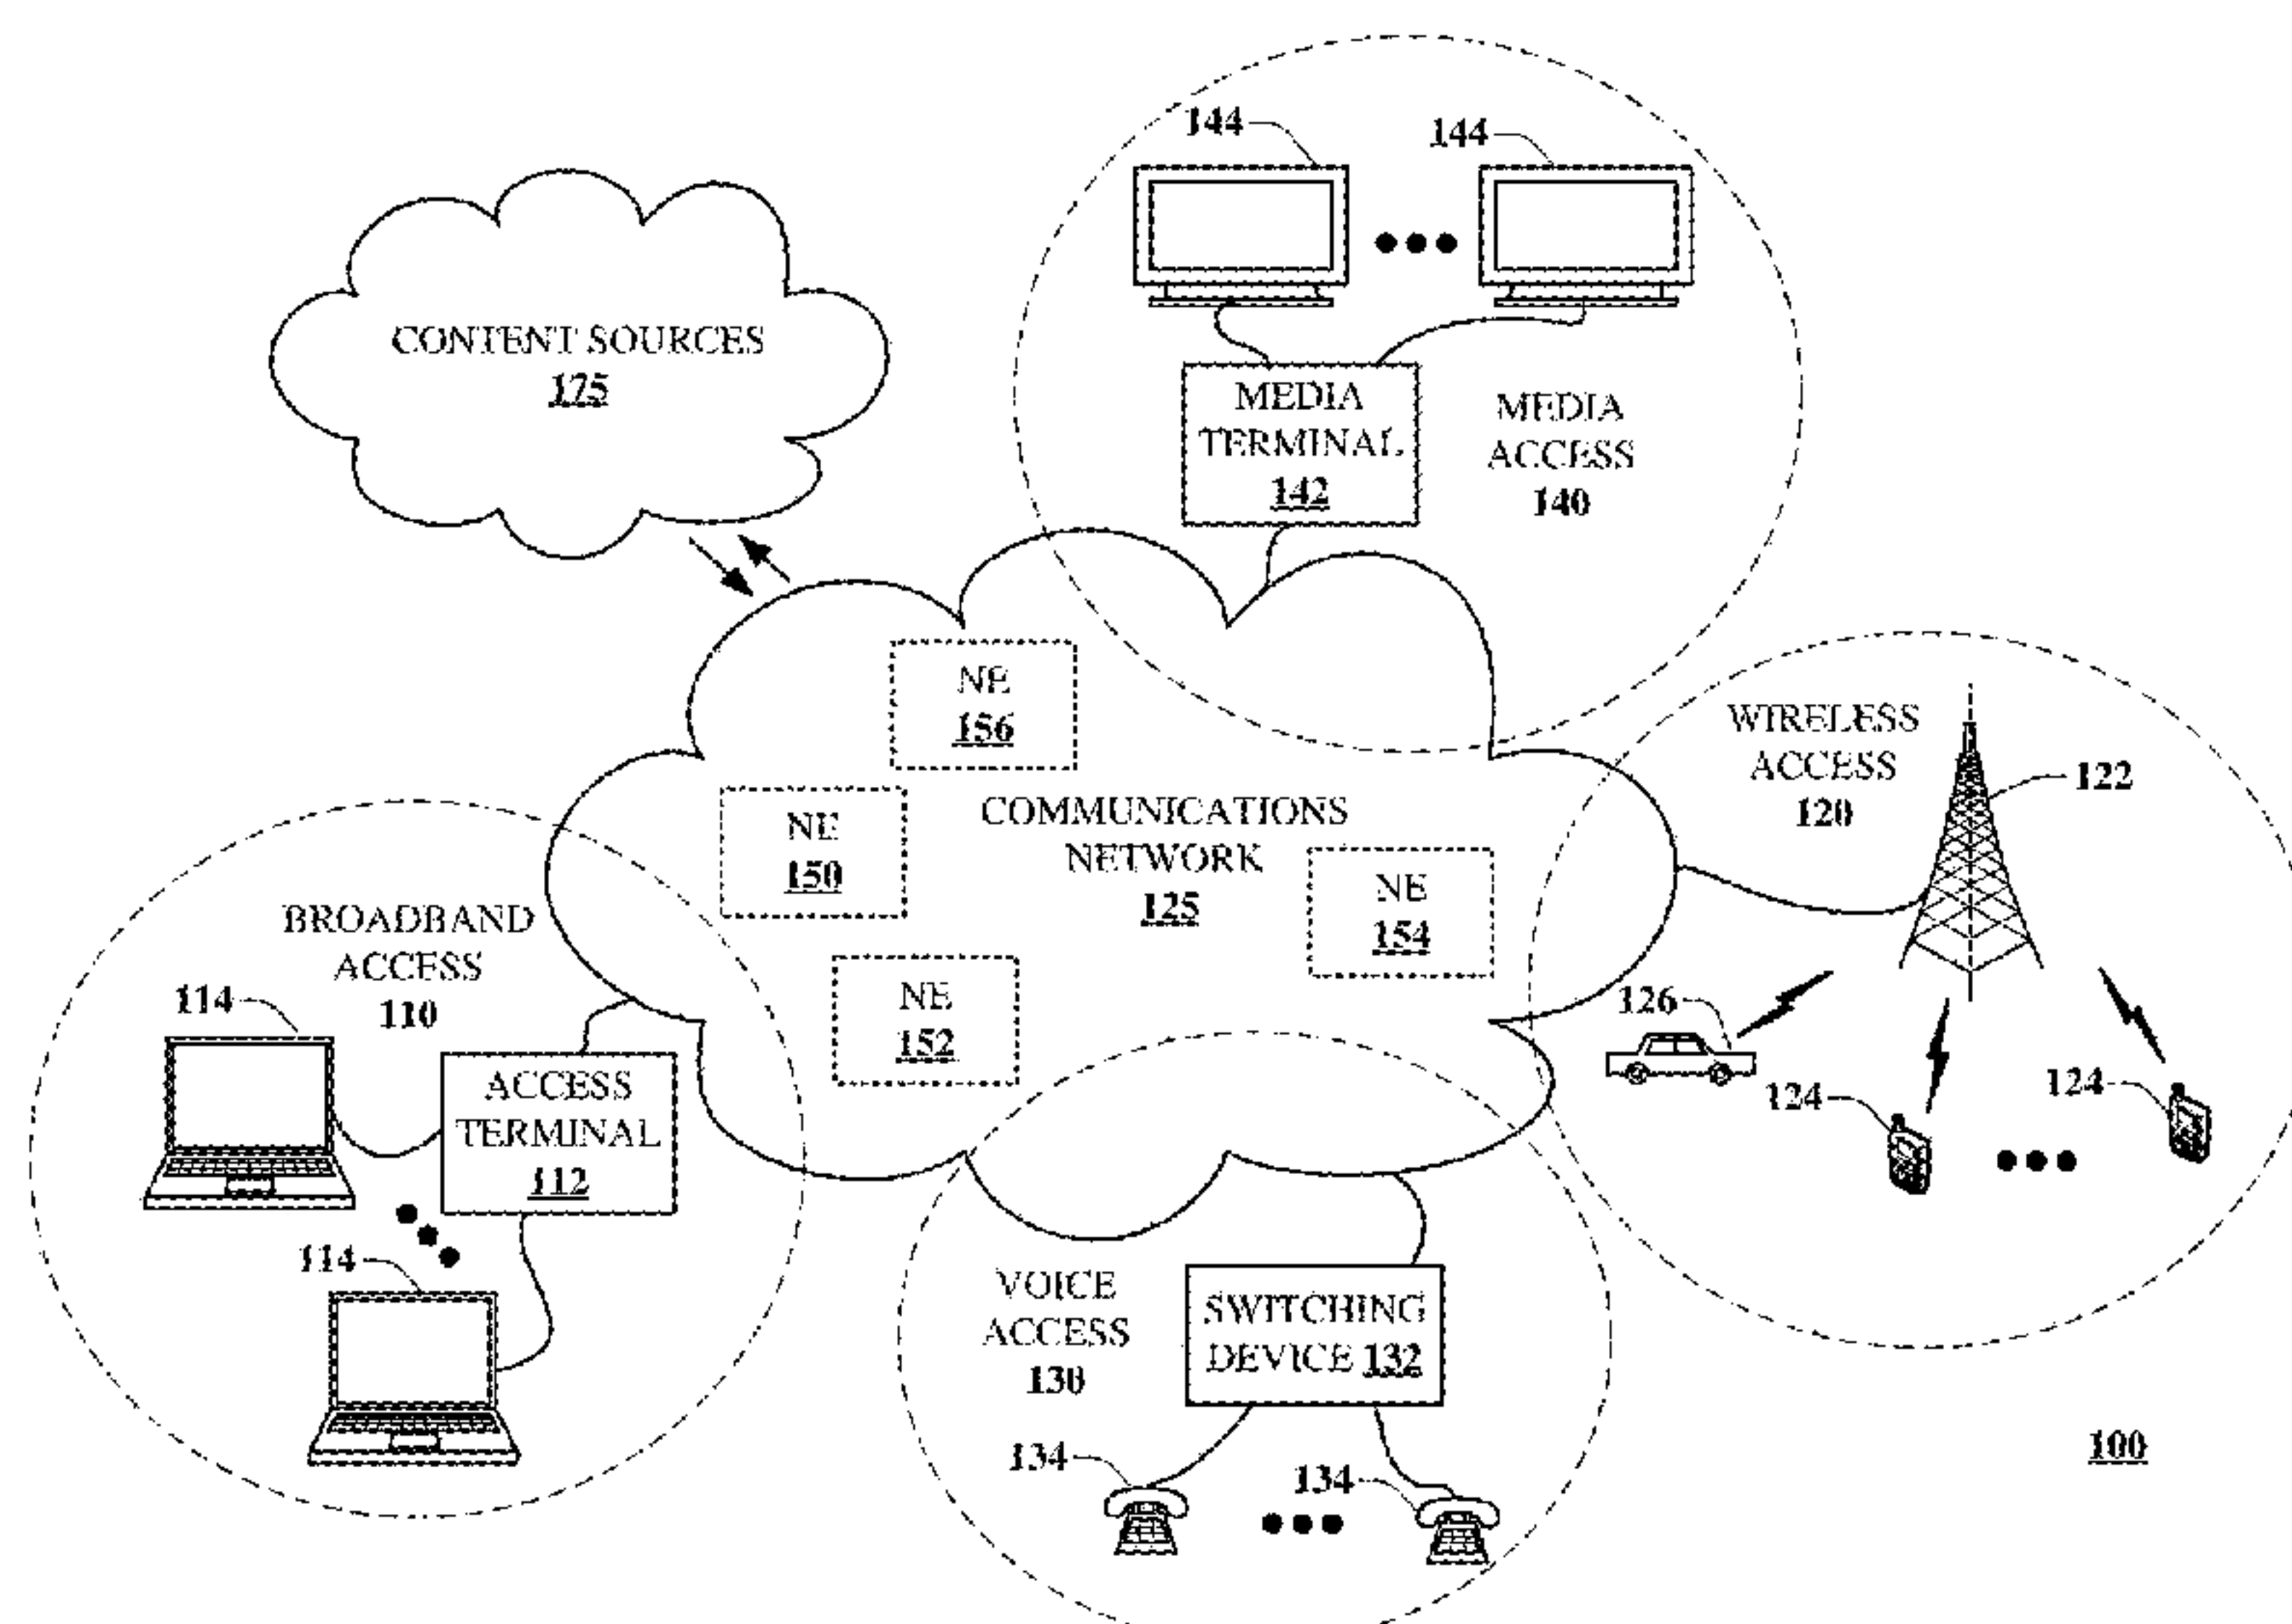 144
144
CONTENT SOURCES
175
MEDIA
TERMINAL
142
MEDIA
ACCESS
140
NE
156
WIRELESS
ACCESS
120
122
COMMUNICATIONS
NETWORK
125
NE
150
NE
154
BROADBAND
ACCESS
110
NE
152
114
126
ACCESS
TERMINAL
112
124
124
114
VOICE
ACCESS
130
SWITCHING
DEVICE 132
134
134
100